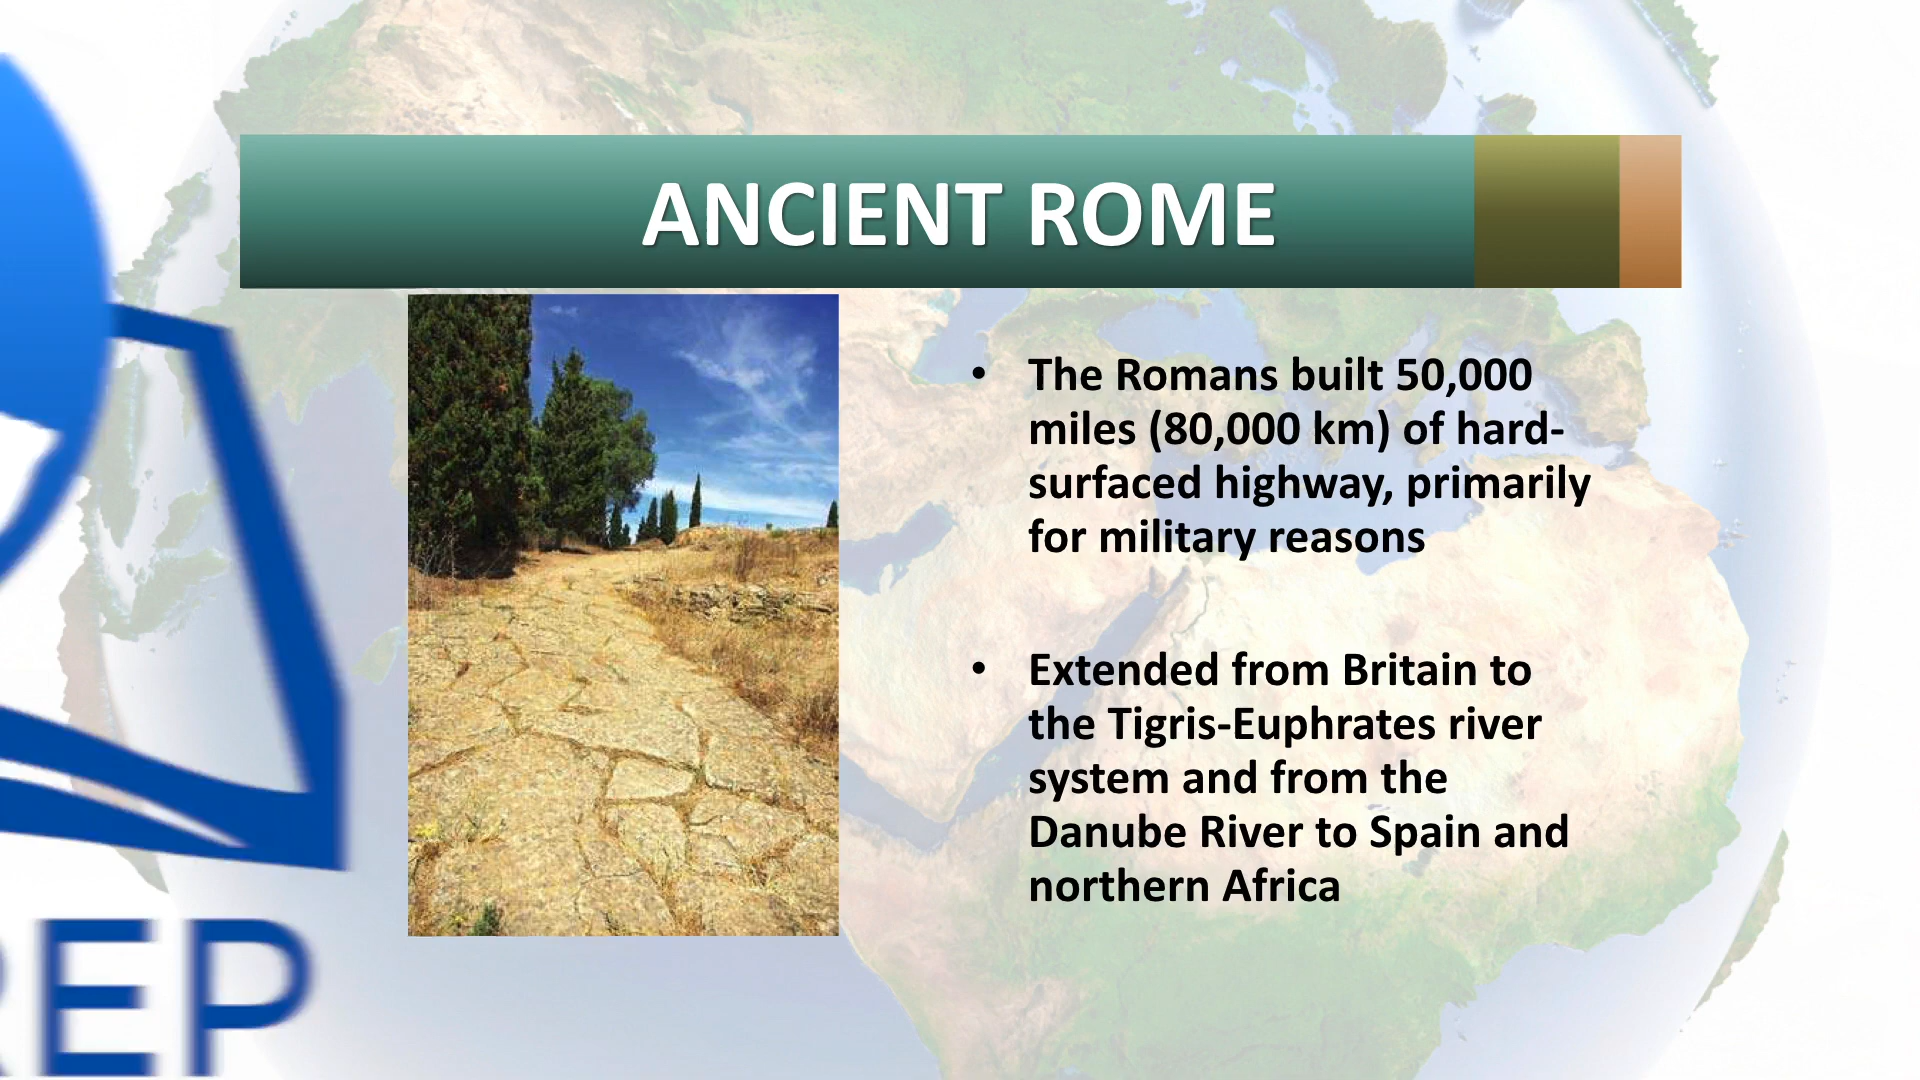 ANCIENT ROME
• The Romans built 50,000
miles (80,000 km) of hard-
surfaced highway, primarily
for military reasons
• Extended from Britain to
the Tigris-Euphrates river
system and from the
Danube River to Spain and
northern Africa
REP